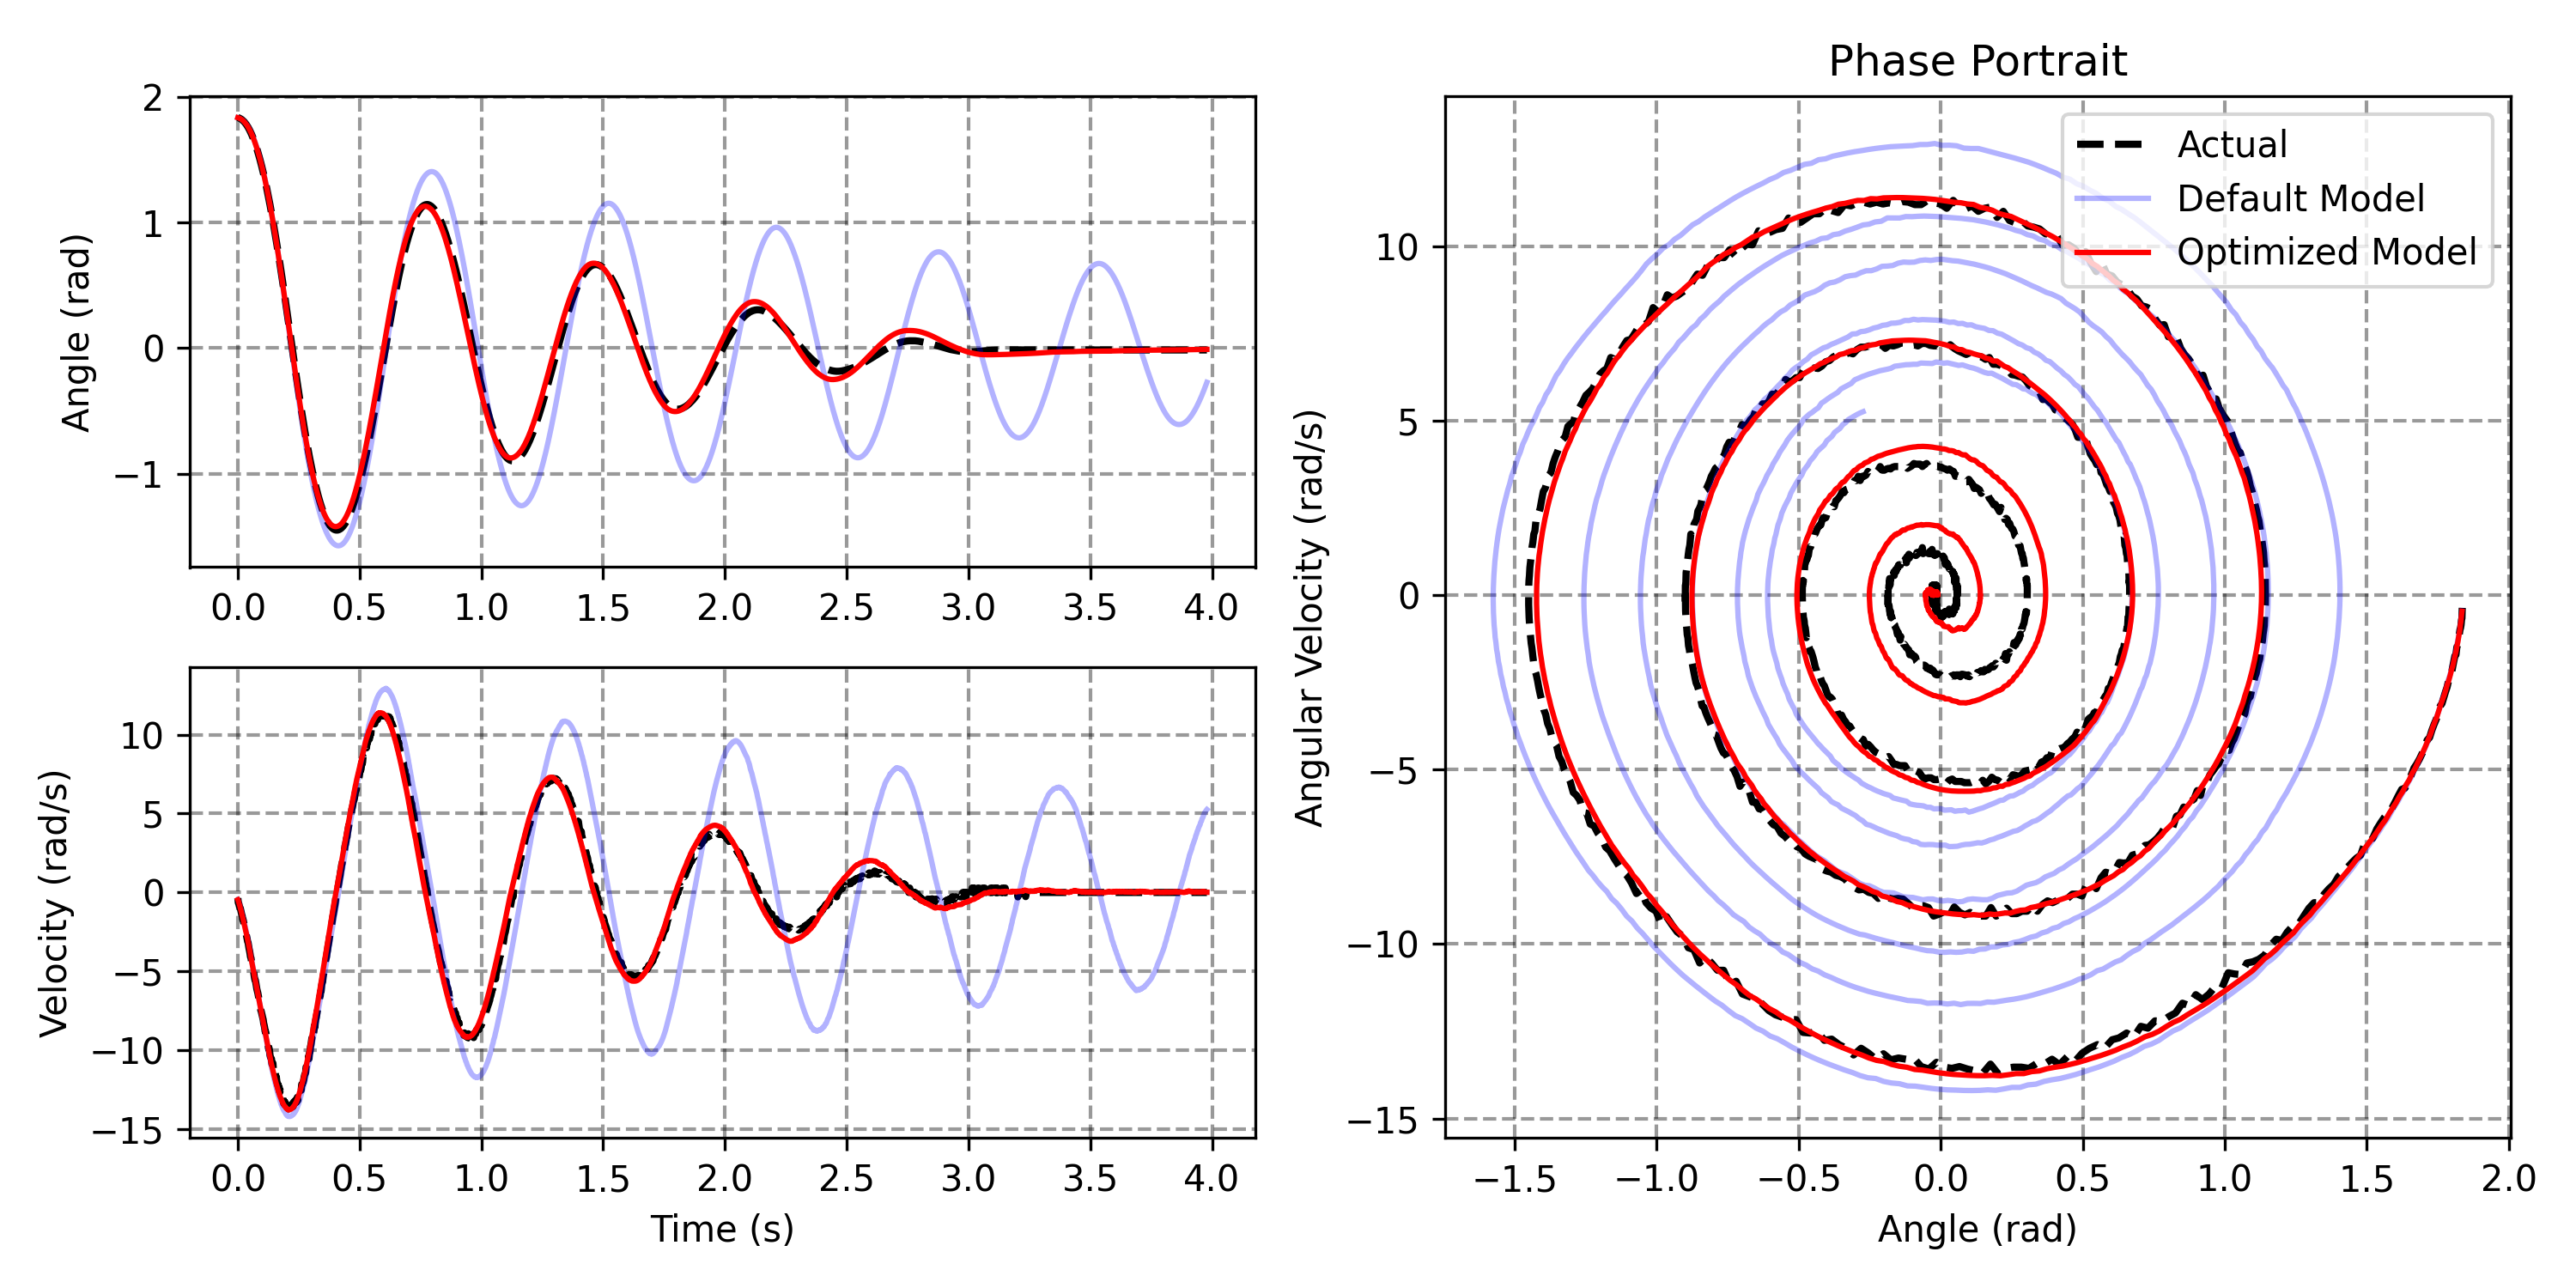 2
1
0
−1
Angle (rad)
0.0 0.5 1.0 1.5 2.0 2.5 3.0 3.5 4.0
10
5
0
−5
−10
−15
Velocity (rad/s)
0.0 0.5 1.0 1.5 2.0 2.5 3.0 3.5 4.0
Time (s)
Phase Portrait
Actual
Default Model
Optimized Model
10
5
0
−5
−10
−15
Angular Velocity (rad/s)
−1.5 −1.0 −0.5 0.0 0.5 1.0 1.5 2.0
Angle (rad)